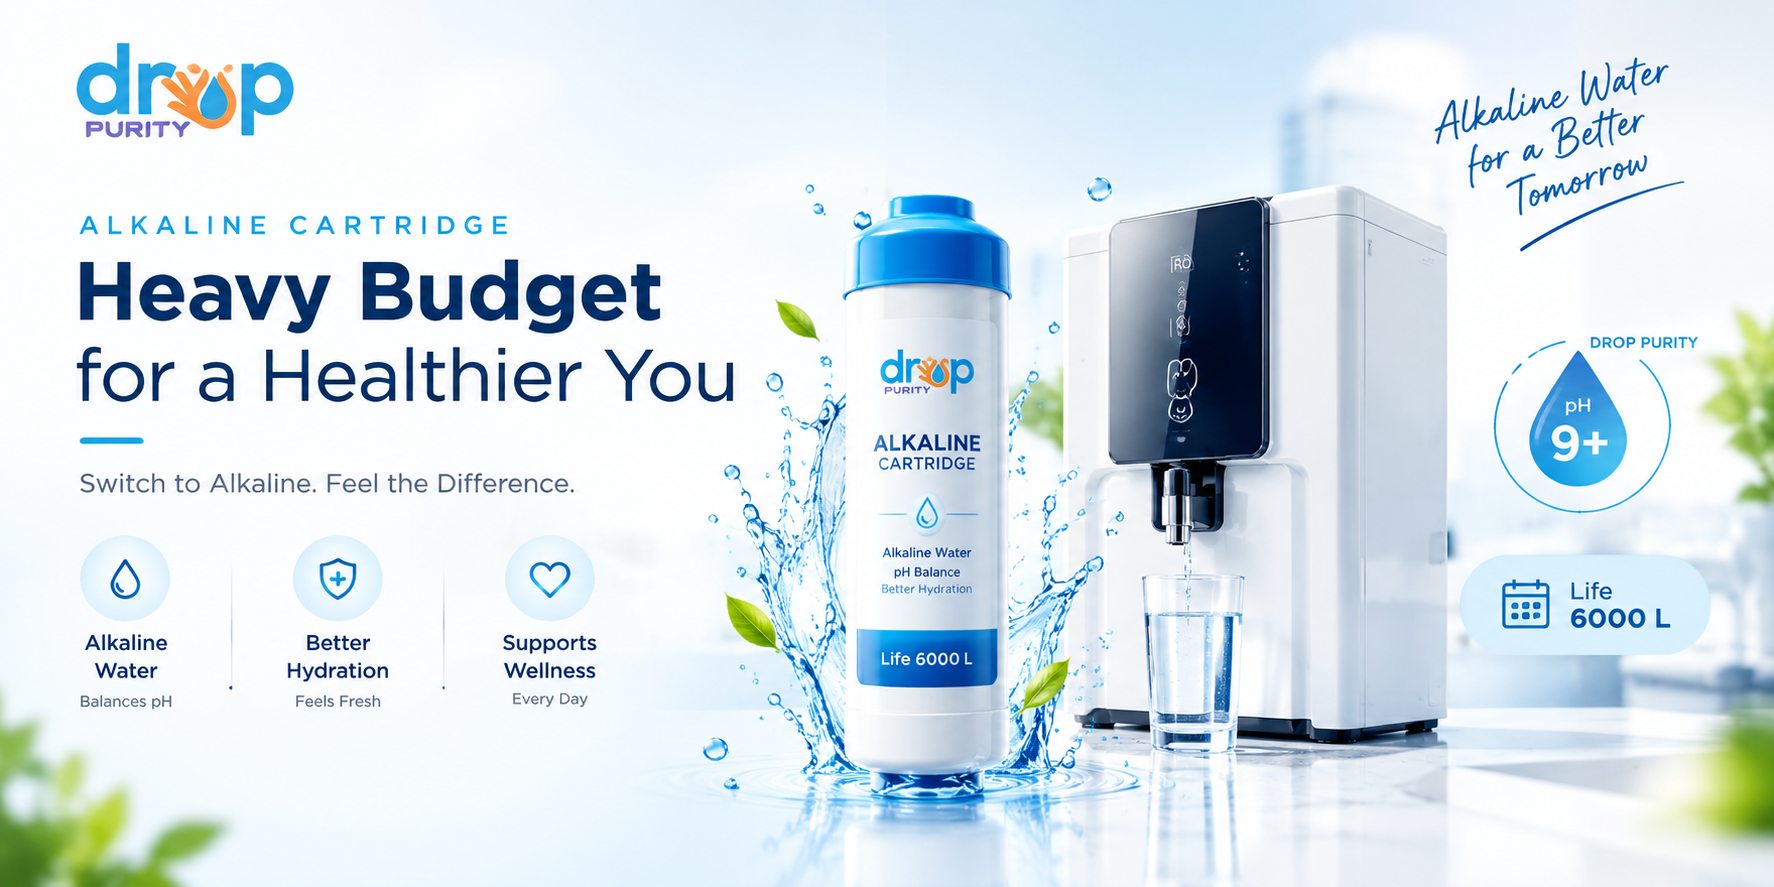 drop
PURITY
ALKALINE CARTRIDGE
Heavy Budget
for a Healthier You
Switch to Alkaline. Feel the Difference.
Alkaline
Water
Balances pH
Better
Hydration
Feels Fresh
Supports
Wellness
Every Day
drop
PURITY
ALKALINE
CARTRIDGE
Alkaline Water
pH Balance
Better Hydration
Life 6000 L
RO
Alkaline Water
for a Better
Tomorrow
DROP PURITY
pH
9+
Life
6000 L